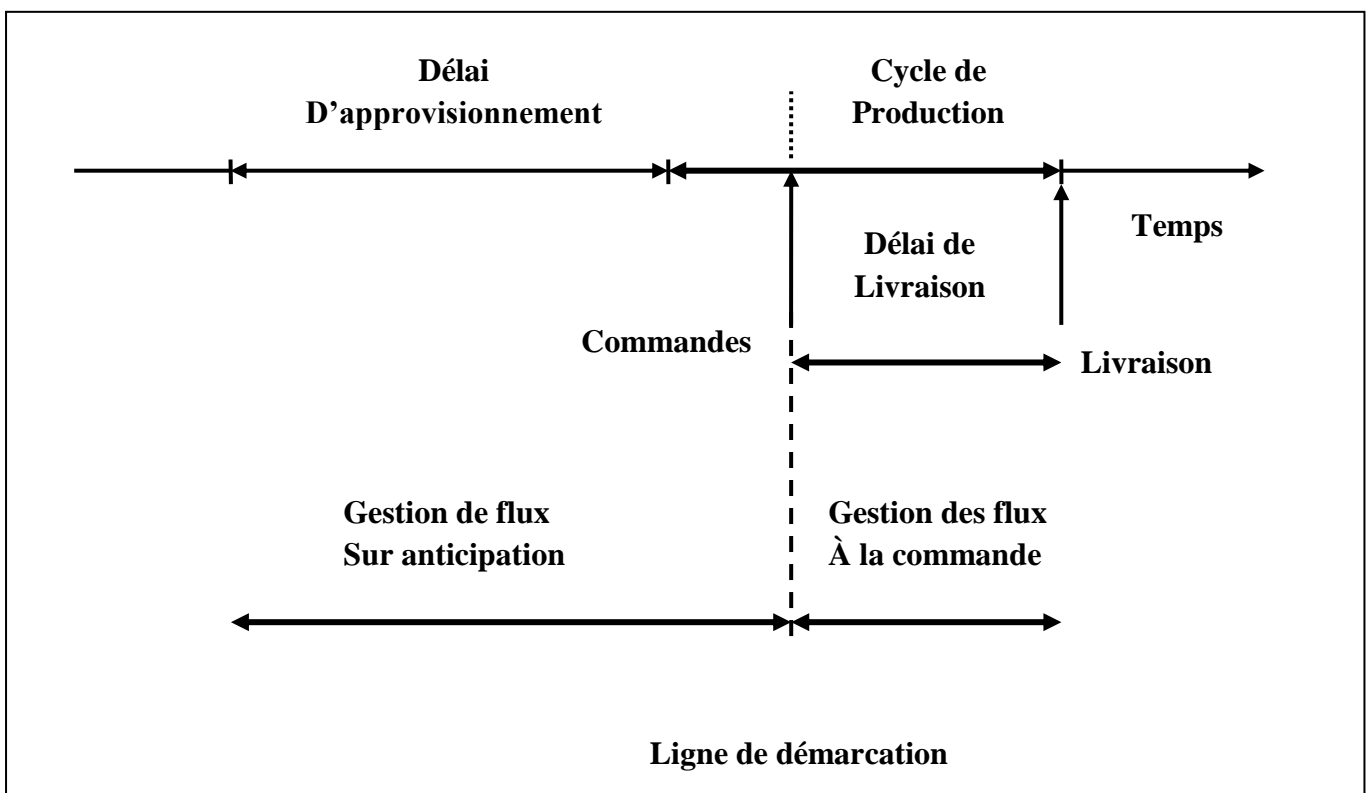 Délai
D'approvisionnement
Cycle de
Production
Temps
Délai de
Livraison
Commandes
Livraison
Gestion de flux
Sur anticipation
Gestion des flux
À la commande
Ligne de démarcation